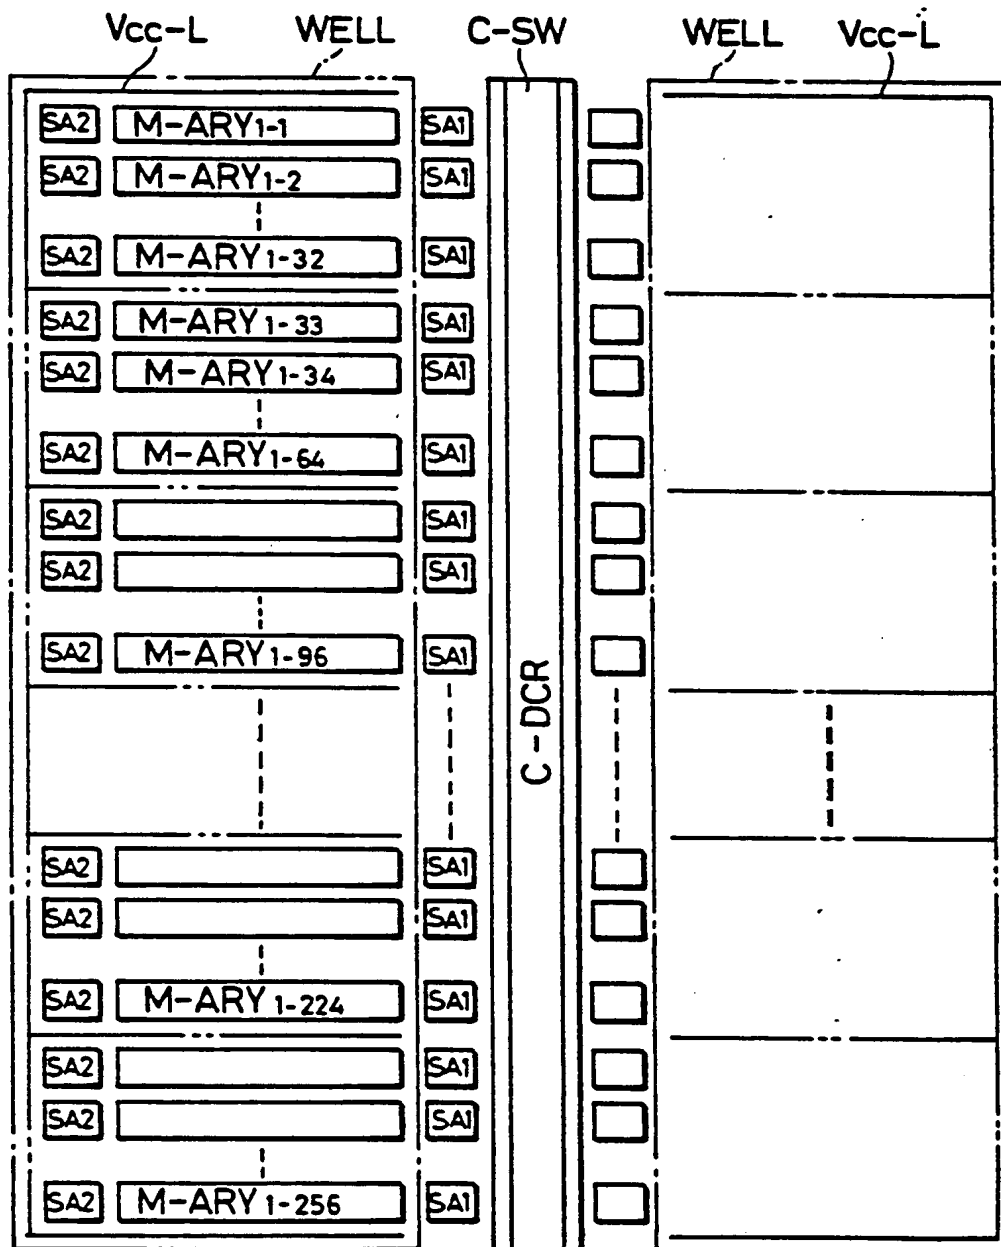 Vcc-L WELL C-SW WELL Vcc-L
SA2 M-ARY1-1 SA1
SA2 M-ARY1-2 SA1
SA2 M-ARY1-32 SA1
SA2 M-ARY1-33 SA1
SA2 M-ARY1-34 SA1
SA2 M-ARY1-64 SA1
SA2 SA1
SA2 SA1
SA2 M-ARY1-96 SA1
C-DCR
SA2 SA1
SA2 SA1
SA2 M-ARY1-224 SA1
SA2 SA1
SA2 SA1
SA2 M-ARY1-256 SA1